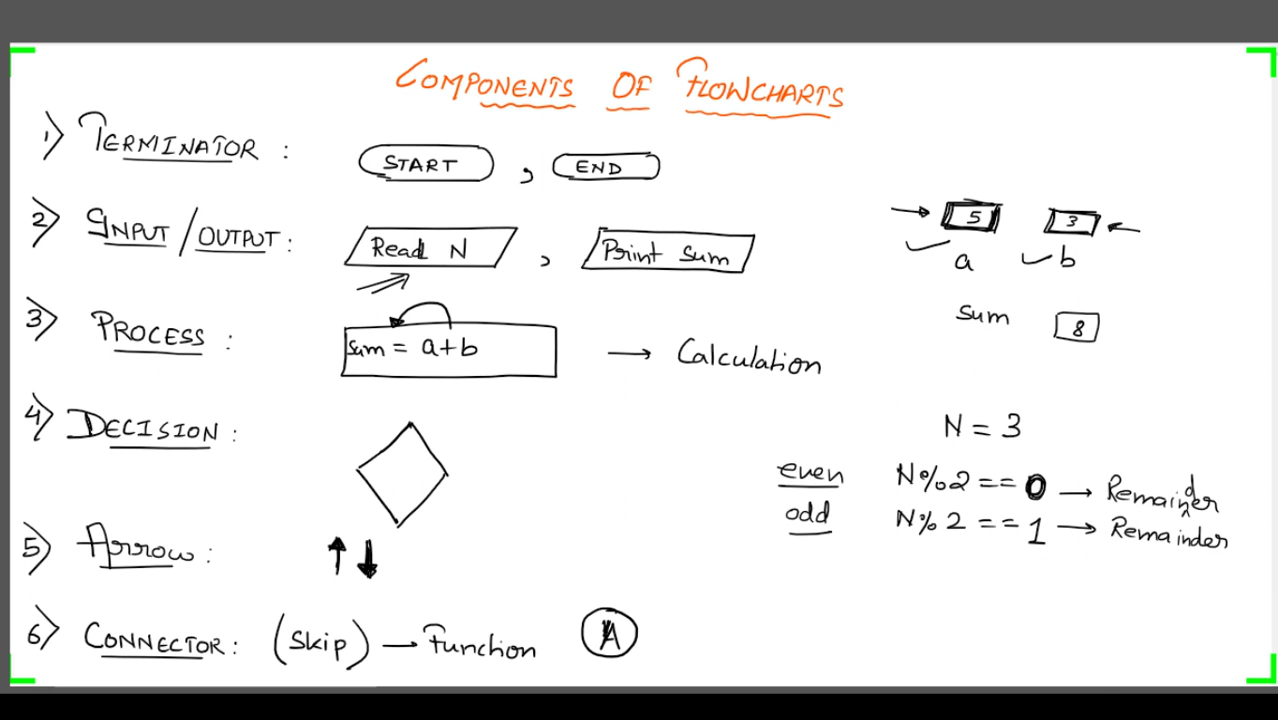 COMPONENTS OF FLOWCHARTS
1) TERMINATOR : START , END
2) INPUT / OUTPUT : Read N , Print Sum
5 3
a b
sum 8
3) PROCESS : sum = a+b → Calculation
4) DECISION :
N = 3
even N%2 == 0 → Remainder
odd N%2 == 1 → Remainder
5) ARROW :
6) CONNECTOR : (Skip) → Function A